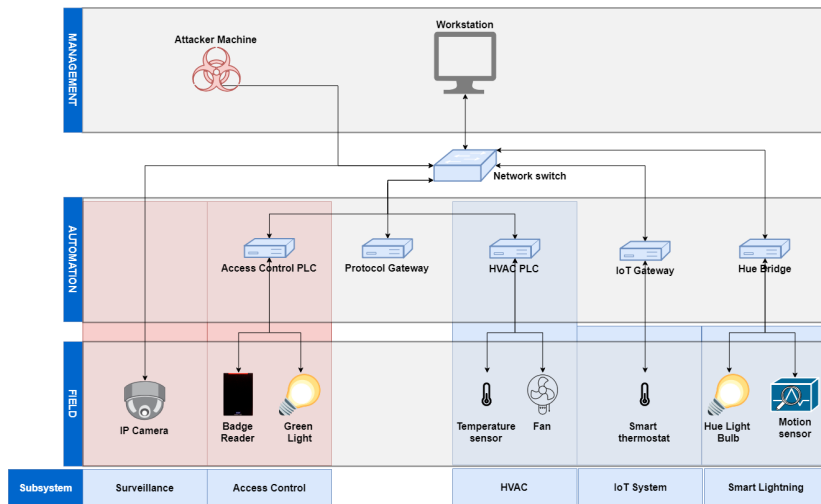 MANAGEMENT
Attacker Machine
Workstation
Network switch
AUTOMATION
Access Control PLC
Protocol Gateway
HVAC PLC
IoT Gateway
Hue Bridge
FIELD
IP Camera
Badge
Reader
Green
Light
Temperature
sensor
Fan
Smart
thermostat
Hue Light
Bulb
Motion
sensor
Subsystem
Surveillance
Access Control
HVAC
IoT System
Smart Lightning